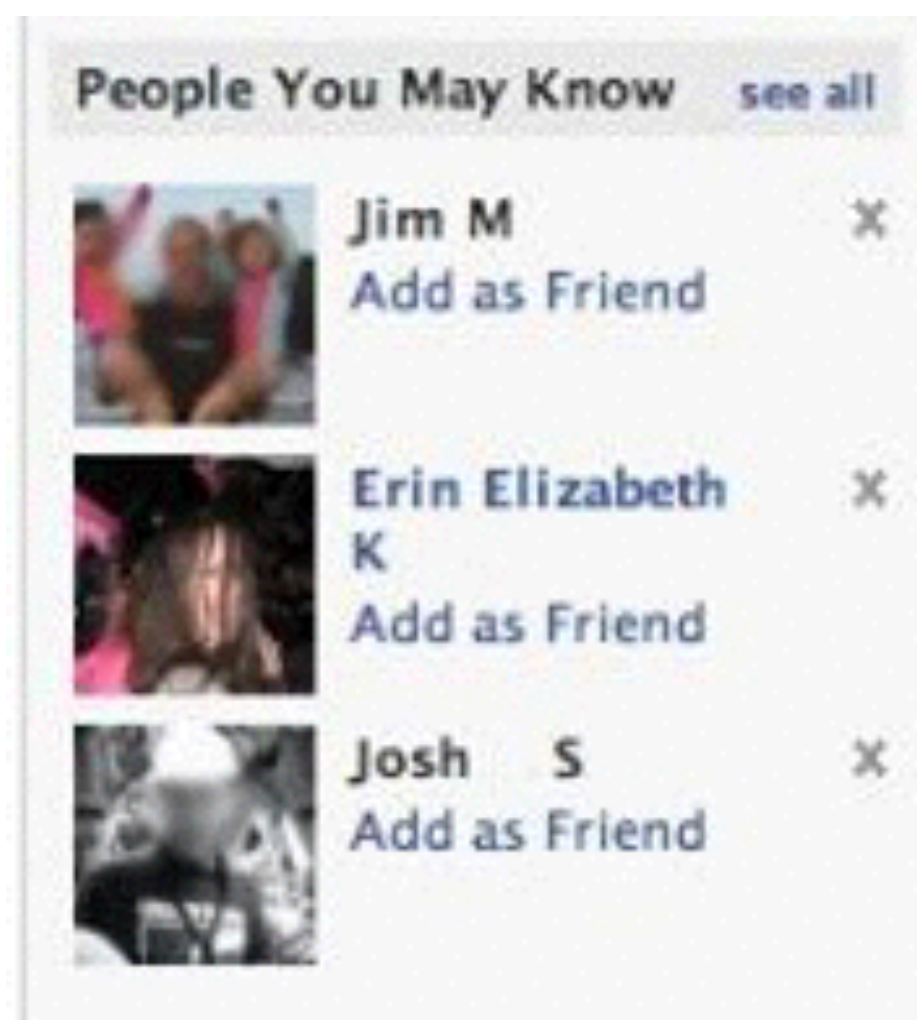 People You May Know see all
Jim M X
Add as Friend
Erin Elizabeth X
K
Add as Friend
Josh S X
Add as Friend